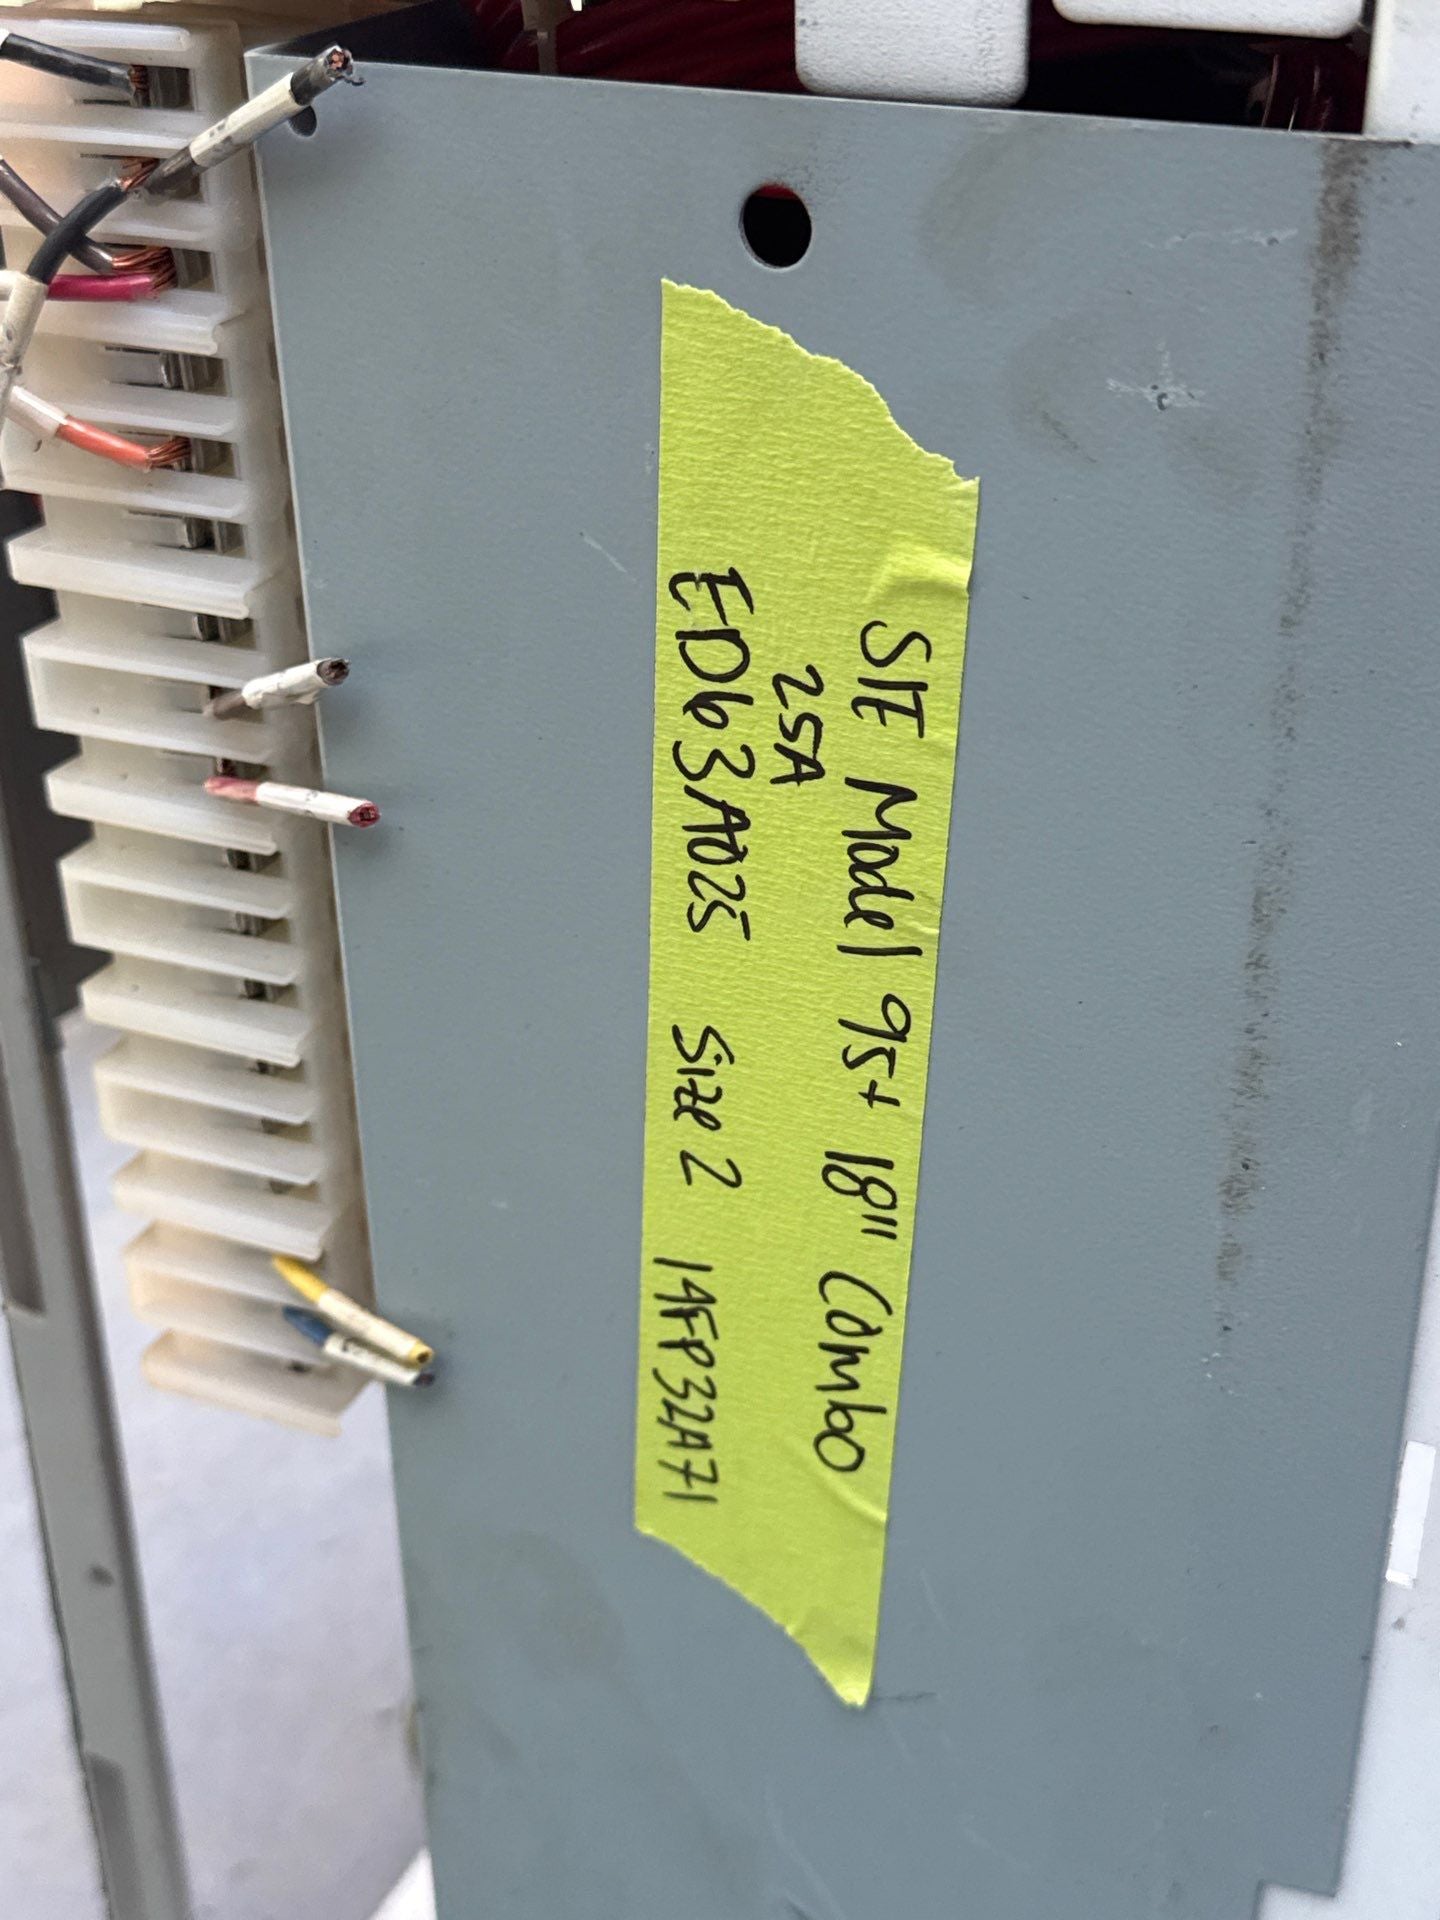 SIE Model 95+ 18" Combo
25A
ED63A025 Size 2 14FP32A71